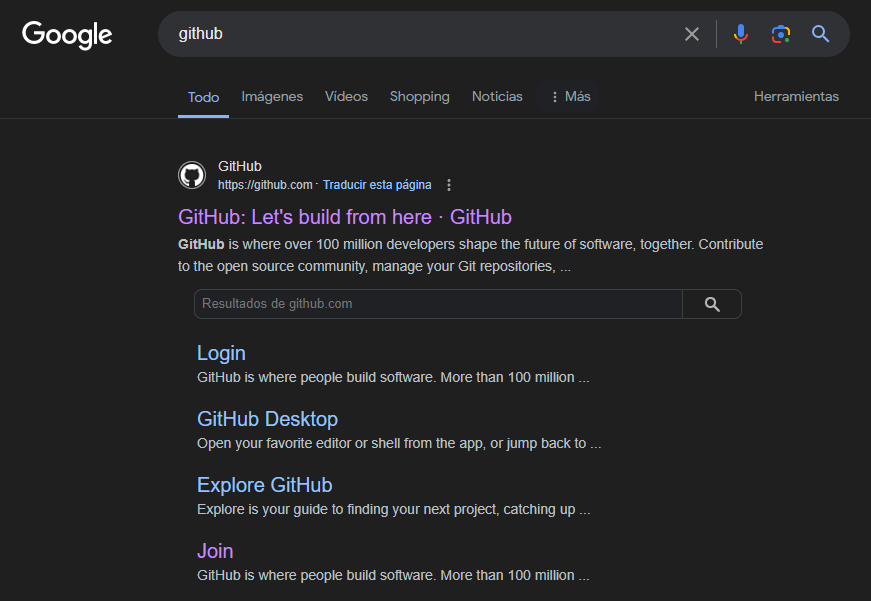 Google
github
Todo
Imágenes
Vídeos
Shopping
Noticias
Más
Herramientas
GitHub
https://github.com · Traducir esta página
GitHub: Let's build from here · GitHub
GitHub is where over 100 million developers shape the future of software, together. Contribute
to the open source community, manage your Git repositories, ...
Resultados de github.com
Login
GitHub is where people build software. More than 100 million ...
GitHub Desktop
Open your favorite editor or shell from the app, or jump back to ...
Explore GitHub
Explore is your guide to finding your next project, catching up ...
Join
GitHub is where people build software. More than 100 million ...